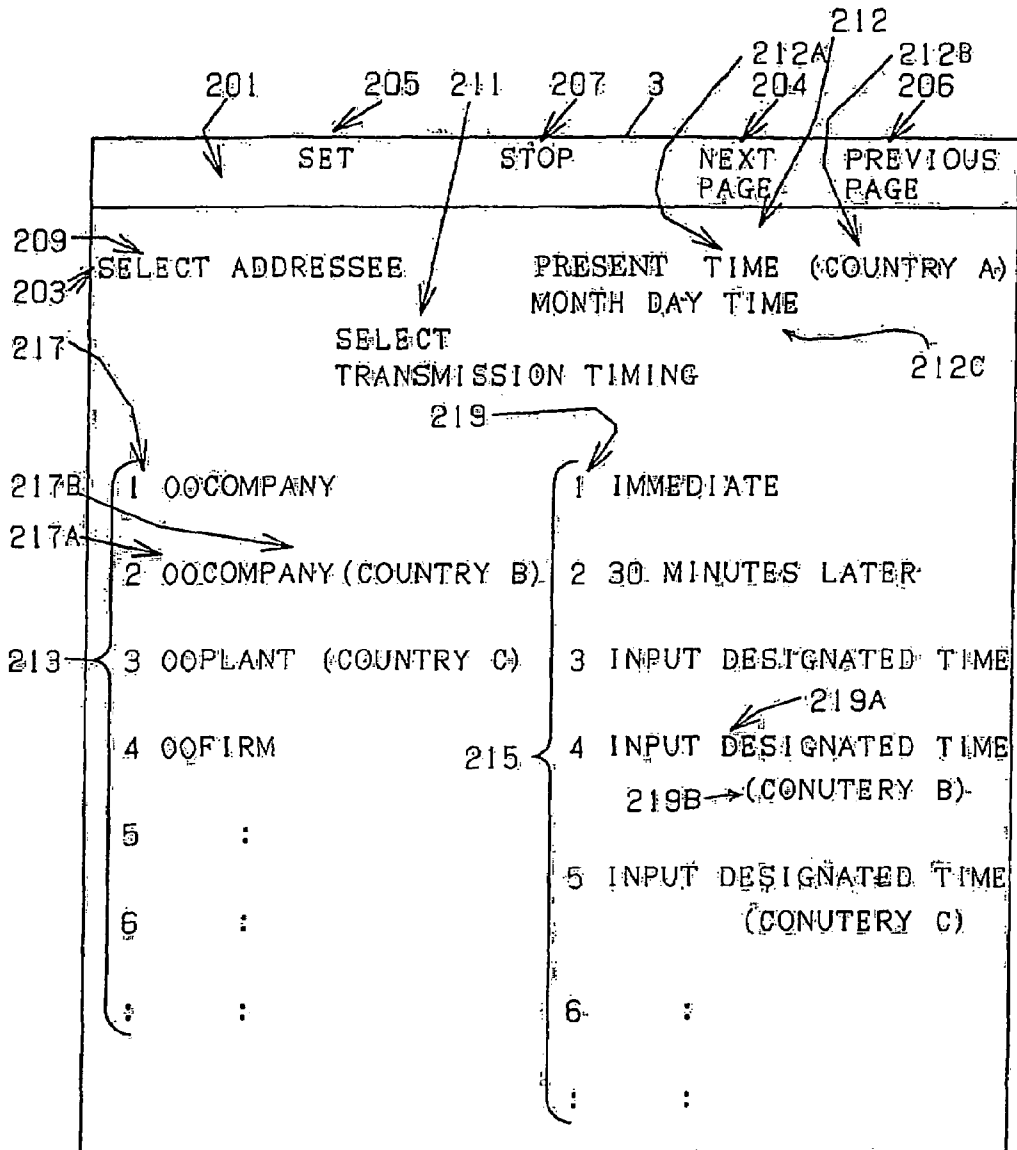 212
212A 212B
201 205 211 207 3 204 206
SET STOP NEXT PAGE PREVIOUS PAGE
209
SELECT ADDRESSEE PRESENT TIME (COUNTRY A)
203
MONTH DAY TIME
217 SELECT
TRANSMISSION TIMING 212C
219
217B 1 OOCOMPANY 1 IMMEDIATE
217A
2 OOCOMPANY (COUNTRY B) 2 30 MINUTES LATER
213 3 OOPLANT (COUNTRY C) 3 INPUT DESIGNATED TIME
219A
4 OOFIRM 215 4 INPUT DESIGNATED TIME
219B (CONUTERY B)
5 :
5 INPUT DESIGNATED TIME
6 : (CONUTERY C)
: : 6 :
: :